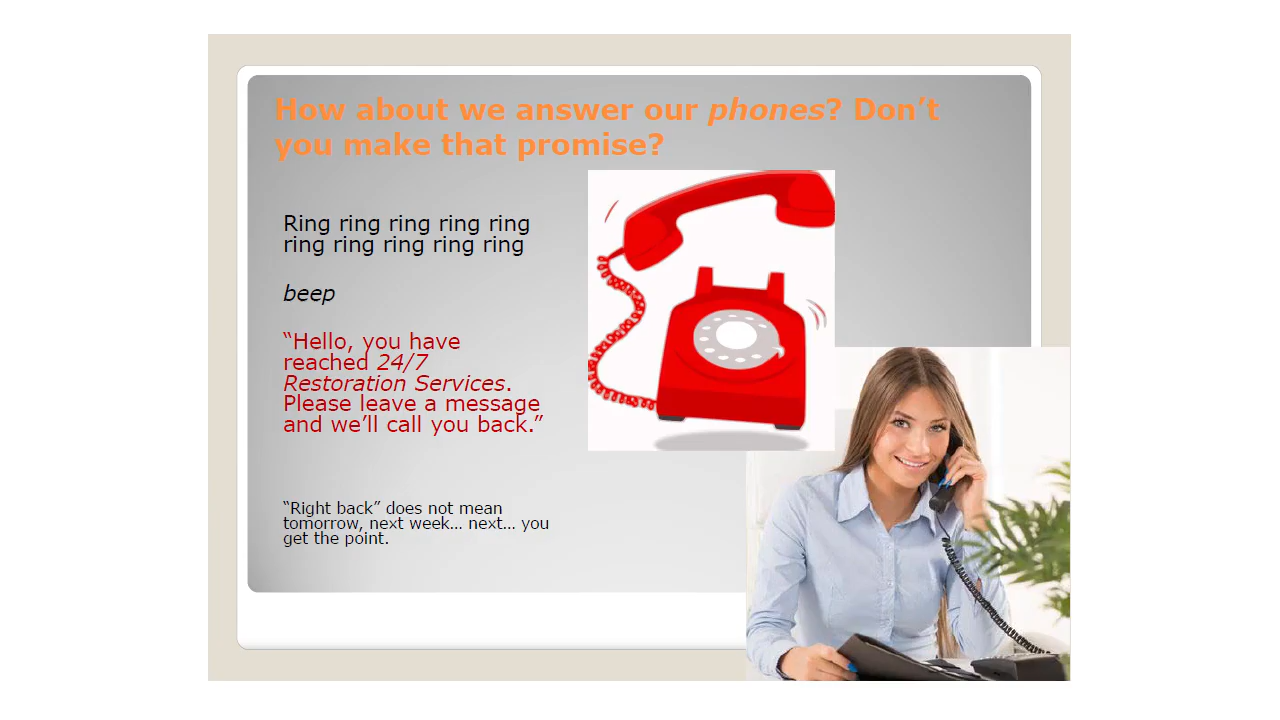 How about we answer our phones? Don’t
you make that promise?
Ring ring ring ring ring
ring ring ring ring ring
beep
“Hello, you have
reached 24/7
Restoration Services.
Please leave a message
and we’ll call you back.”
“Right back” does not mean
tomorrow, next week… next… you
get the point.